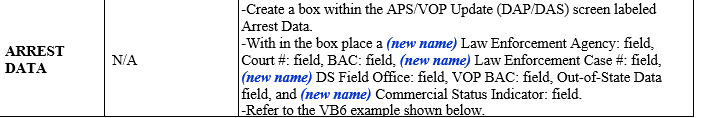 -Create a box within the APS/VOP Update (DAP/DAS) screen labeled
Arrest Data.
ARREST
DATA
N/A
-With in the box place a (new name) Law Enforcement Agency: field,
Court #: field, BAC: field, (new name) Law Enforcement Case #: field,
(new name) DS Field Office: field, VOP BAC: field, Out-of-State Data
field, and (new name) Commercial Status Indicator: field.
-Refer to the VB6 example shown below.